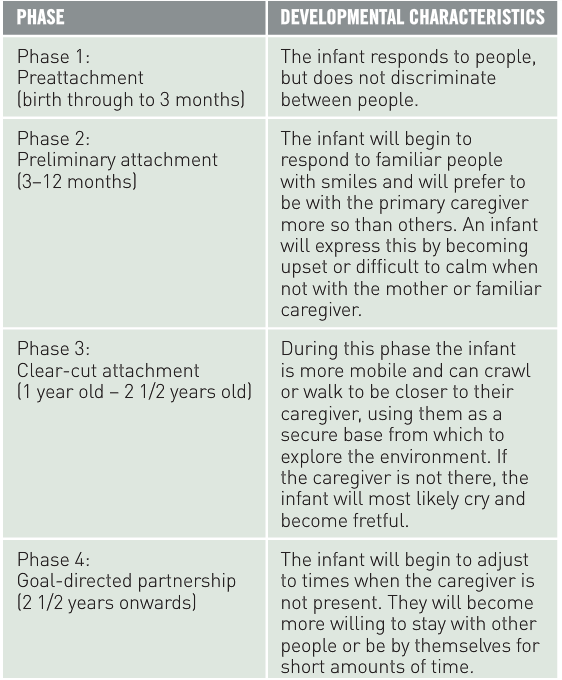 PHASE
DEVELOPMENTAL CHARACTERISTICS
Phase 1:
Preattachment
(birth through to 3 months)
The infant responds to people,
but does not discriminate
between people.
Phase 2:
Preliminary attachment
(3–12 months)
The infant will begin to
respond to familiar people
with smiles and will prefer to
be with the primary caregiver
more so than others. An infant
will express this by becoming
upset or difficult to calm when
not with the mother or familiar
caregiver.
Phase 3:
Clear-cut attachment
(1 year old – 2 1/2 years old)
During this phase the infant
is more mobile and can crawl
or walk to be closer to their
caregiver, using them as a
secure base from which to
explore the environment. If
the caregiver is not there, the
infant will most likely cry and
become fretful.
Phase 4:
Goal-directed partnership
(2 1/2 years onwards)
The infant will begin to adjust
to times when the caregiver is
not present. They will become
more willing to stay with other
people or be by themselves for
short amounts of time.